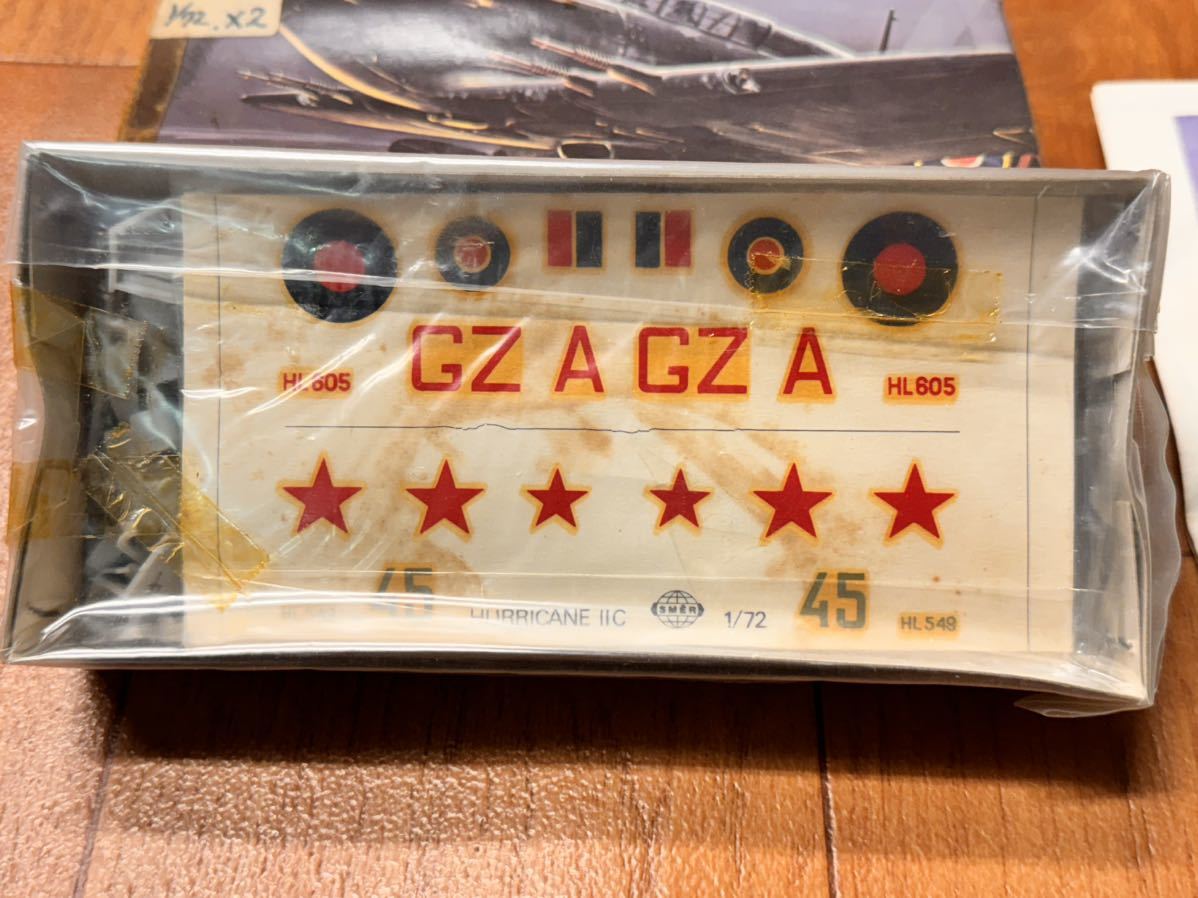 1/72. x2
HL605 GZ A GZ A HL605
45 HURRICANE IIC SMĚR 1/72 45 HL549